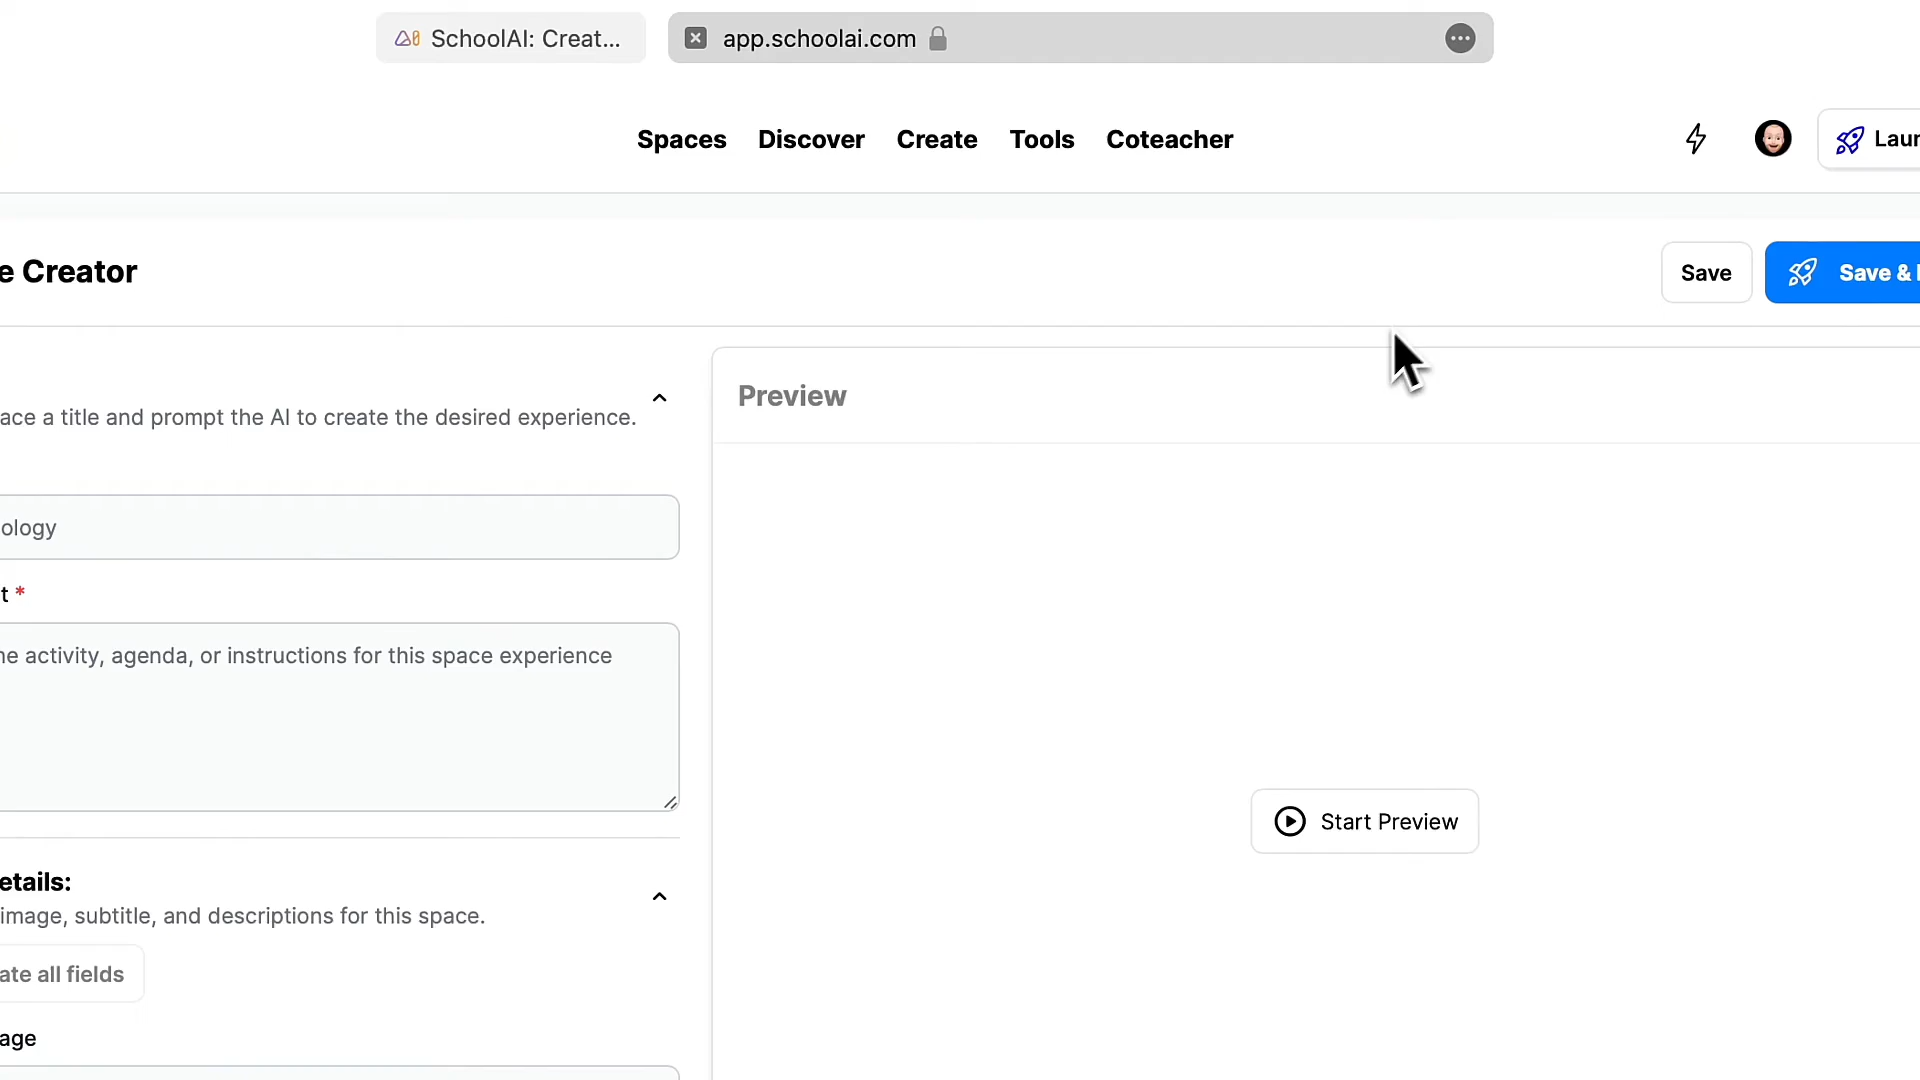 SchoolAI: Creat...
app.schoolai.com
Spaces Discover Create Tools Coteacher
Laun
e Creator
Save
Save &
Preview
ace a title and prompt the AI to create the desired experience.
ology
t *
ne activity, agenda, or instructions for this space experience
Start Preview
etails:
image, subtitle, and descriptions for this space.
ate all fields
age